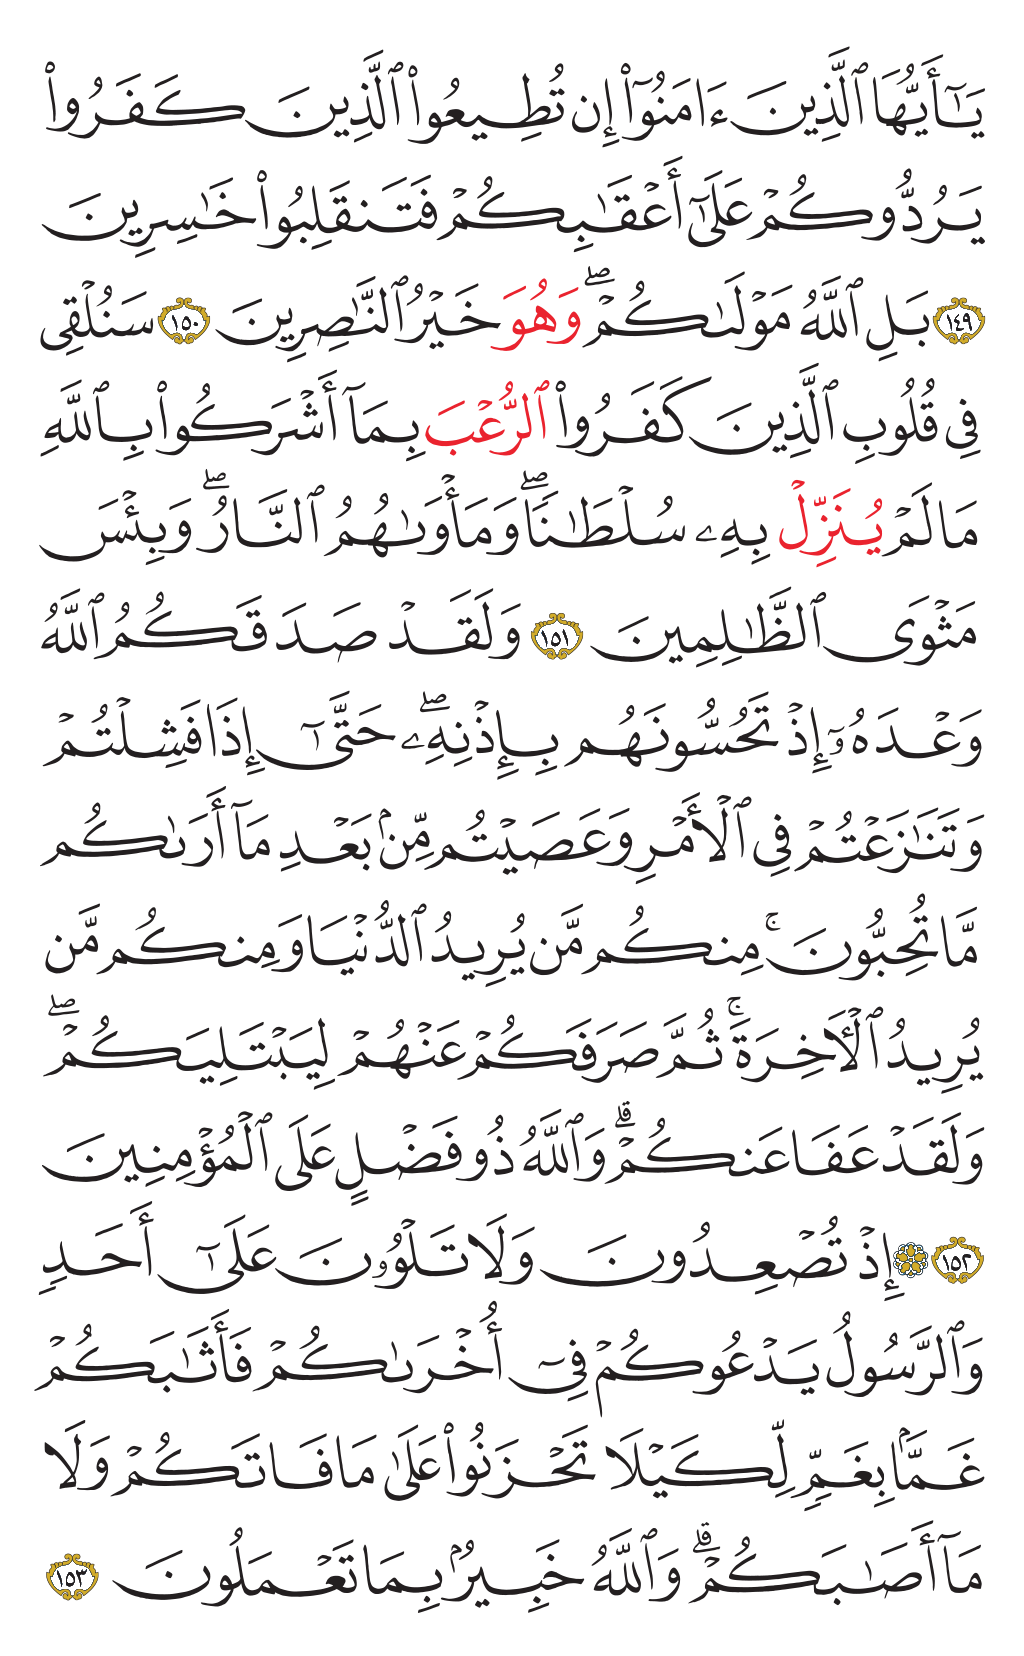 يَٰٓأَيُّهَا ٱلَّذِينَ ءَامَنُوٓاْ إِن تُطِيعُواْ ٱلَّذِينَ كَفَرُواْ
يَرُدُّوكُمۡ عَلَىٰٓ أَعۡقَٰبِكُمۡ فَتَنقَلِبُواْ خَٰسِرِينَ
١٤٩ بَلِ ٱللَّهُ مَوۡلَىٰكُمۡۖ وَهُوَ خَيۡرُ ٱلنَّٰصِرِينَ ١٥٠ سَنُلۡقِي
فِي قُلُوبِ ٱلَّذِينَ كَفَرُواْ ٱلرُّعۡبَ بِمَآ أَشۡرَكُواْ بِٱللَّهِ
مَا لَمۡ يُنَزِّلۡ بِهِۦ سُلۡطَٰنٗاۖ وَمَأۡوَىٰهُمُ ٱلنَّارُۖ وَبِئۡسَ
مَثۡوَى ٱلظَّٰلِمِينَ ١٥١ وَلَقَدۡ صَدَقَكُمُ ٱللَّهُ
وَعۡدَهُۥٓ إِذۡ تَحُسُّونَهُم بِإِذۡنِهِۦۖ حَتَّىٰٓ إِذَا فَشِلۡتُمۡ
وَتَنَٰزَعۡتُمۡ فِي ٱلۡأَمۡرِ وَعَصَيۡتُم مِّنۢ بَعۡدِ مَآ أَرَىٰكُم
مَّا تُحِبُّونَۚ مِنكُم مَّن يُرِيدُ ٱلدُّنۡيَا وَمِنكُم مَّن
يُرِيدُ ٱلۡأٓخِرَةَۚ ثُمَّ صَرَفَكُمۡ عَنۡهُمۡ لِيَبۡتَلِيَكُمۡۖ
وَلَقَدۡ عَفَا عَنكُمۡۗ وَٱللَّهُ ذُو فَضۡلٍ عَلَى ٱلۡمُؤۡمِنِينَ
١٥٢ ۞ إِذۡ تُصۡعِدُونَ وَلَا تَلۡوُۥنَ عَلَىٰٓ أَحَدٖ
وَٱلرَّسُولُ يَدۡعُوكُمۡ فِيٓ أُخۡرَىٰكُمۡ فَأَثَٰبَكُمۡ
غَمَّۢا بِغَمّٖ لِّكَيۡلَا تَحۡزَنُواْ عَلَىٰ مَا فَاتَكُمۡ وَلَا
مَآ أَصَٰبَكُمۡۗ وَٱللَّهُ خَبِيرُۢ بِمَا تَعۡمَلُونَ ١٥٣